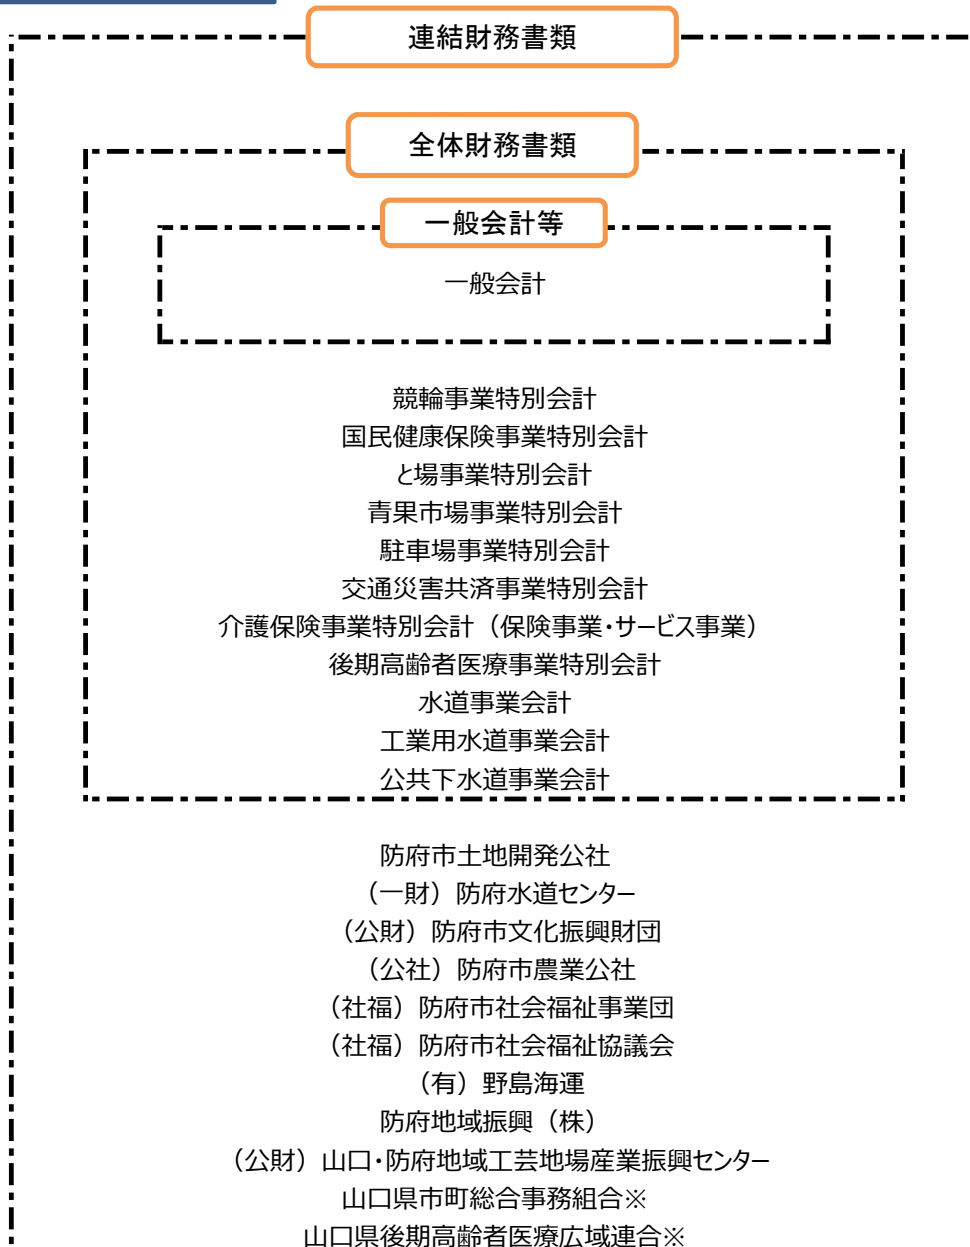 連結財務書類
全体財務書類
一般会計等
一般会計
競輪事業特別会計
国民健康保険事業特別会計
と場事業特別会計
青果市場事業特別会計
駐車場事業特別会計
交通災害共済事業特別会計
介護保険事業特別会計（保険事業・サービス事業）
後期高齢者医療事業特別会計
水道事業会計
工業用水道事業会計
公共下水道事業会計
防府市土地開発公社
（一財）防府水道センター
（公財）防府市文化振興財団
（公社）防府市農業公社
（社福）防府市社会福祉事業団
（社福）防府市社会福祉協議会
（有）野島海運
防府地域振興（株）
（公財）山口・防府地域工芸地場産業振興センター
山口県市町総合事務組合※
山口県後期高齢者医療広域連合※